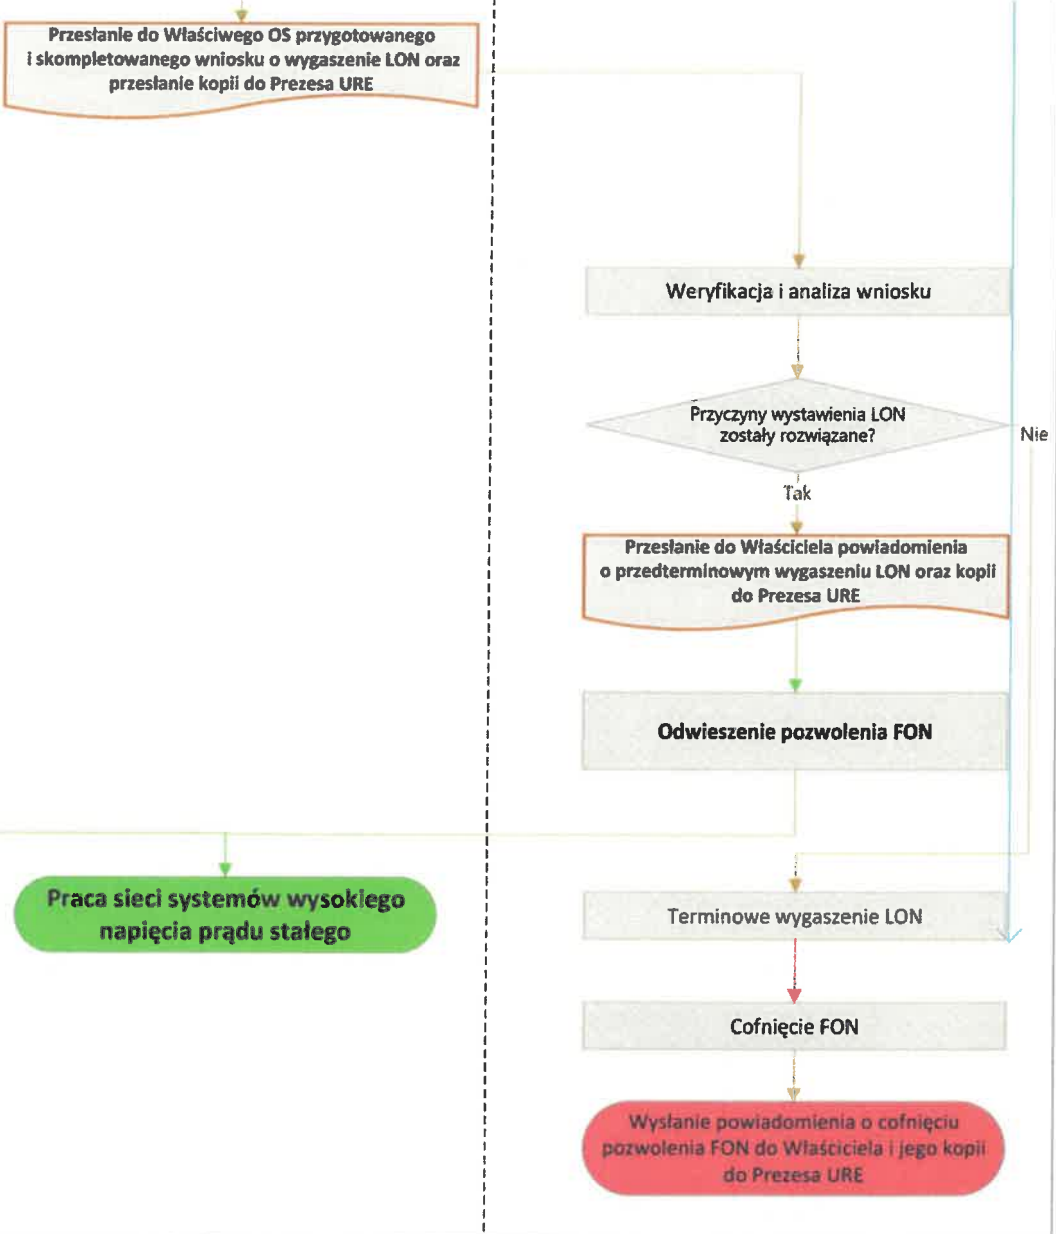 Przesłanie do Właściwego OS przygotowanego
i skompletowanego wniosku o wygaszenie LON oraz
przesłanie kopii do Prezesa URE
Weryfikacja i analiza wniosku
Przyczyny wystawienia LON
zostały rozwiązane?
Nie
Tak
Przesłanie do Właściciela powiadomienia
o przedterminowym wygaszeniu LON oraz kopii
do Prezesa URE
Odwieszenie pozwolenia FON
Praca sieci systemów wysokiego
napięcia prądu stałego
Terminowe wygaszenie LON
Cofnięcie FON
Wysłanie powiadomienia o cofnięciu
pozwolenia FON do Właściciela i jego kopii
do Prezesa URE